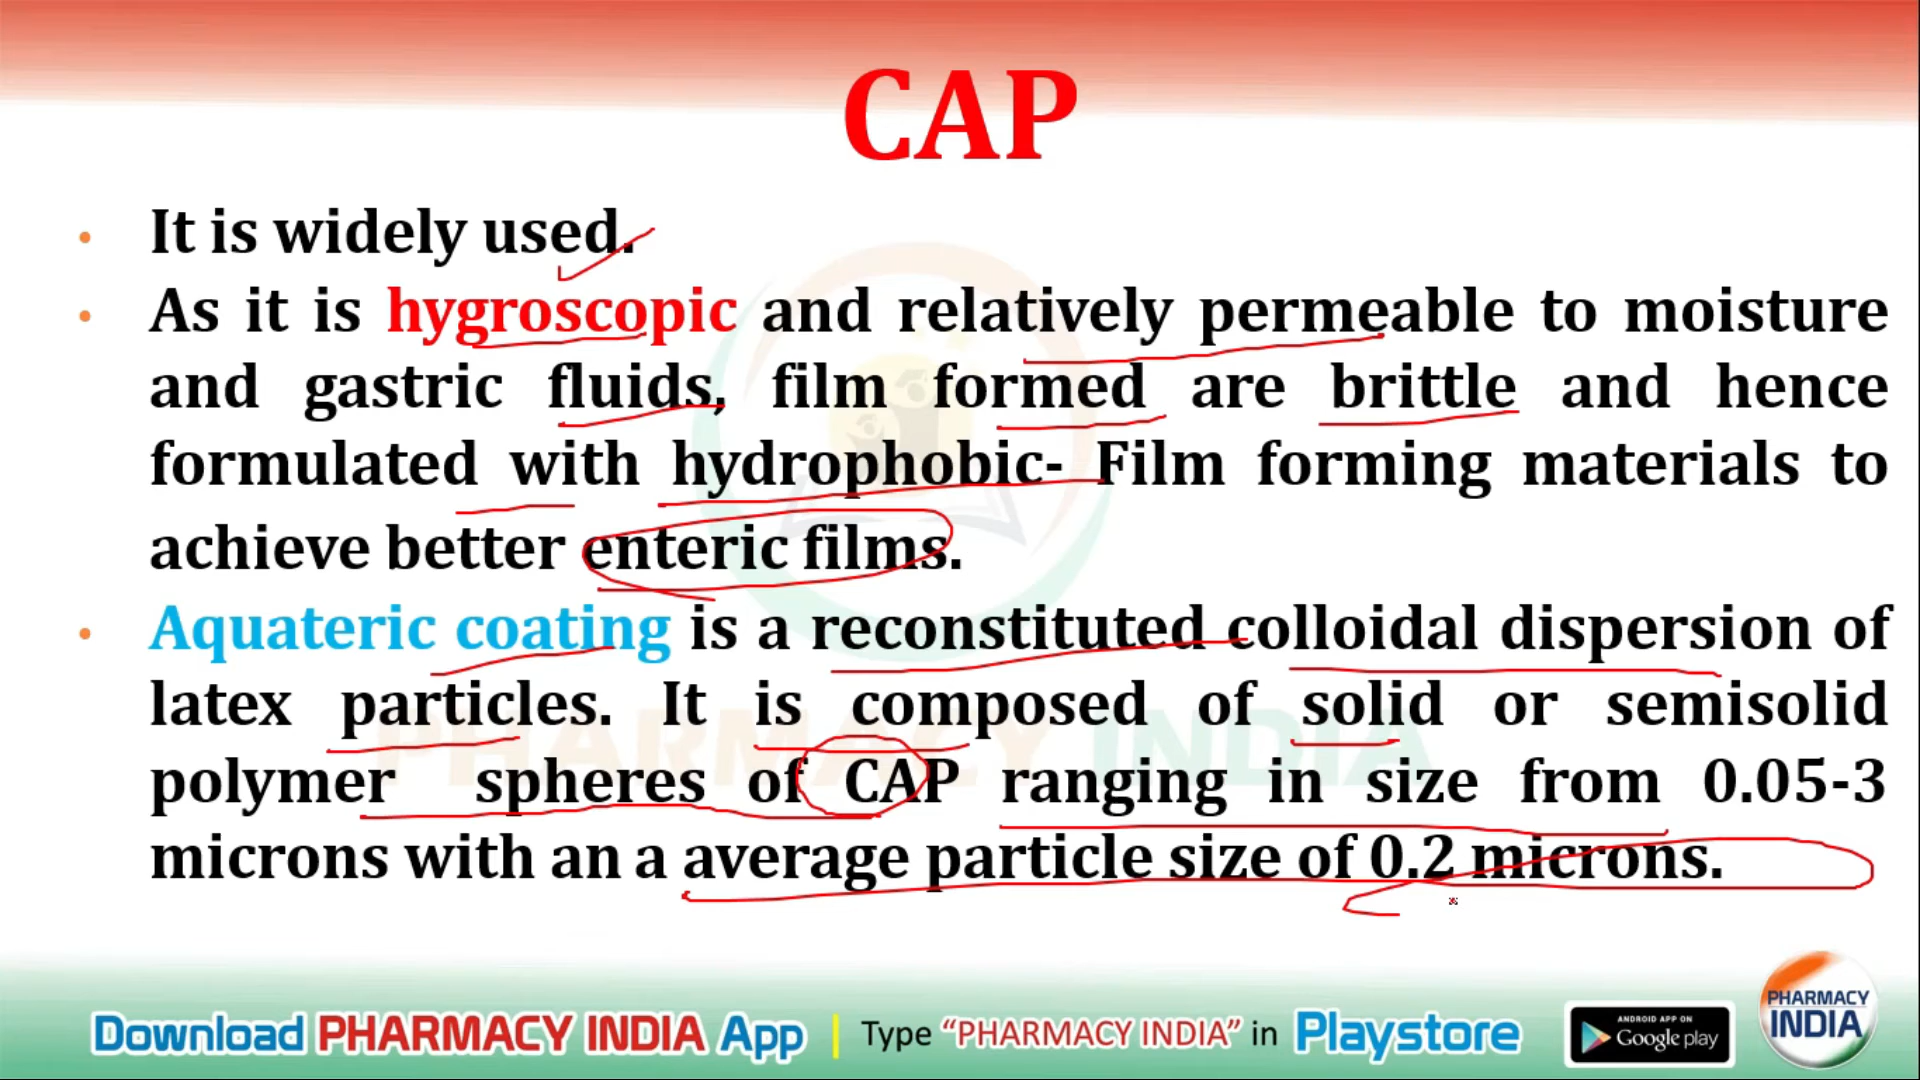 CAP
• It is widely used.
• As it is hygroscopic and relatively permeable to moisture
and gastric fluids, film formed are brittle and hence
formulated with hydrophobic- Film forming materials to
achieve better enteric films.
• Aquateric coating is a reconstituted colloidal dispersion of
latex particles. It is composed of solid or semisolid
polymer spheres of CAP ranging in size from 0.05-3
microns with an a average particle size of 0.2 microns.
PHARMACY INDIA
Download PHARMACY INDIA App | Type “PHARMACY INDIA” in Playstore
ANDROID APP ON
Google play
PHARMACY
INDIA